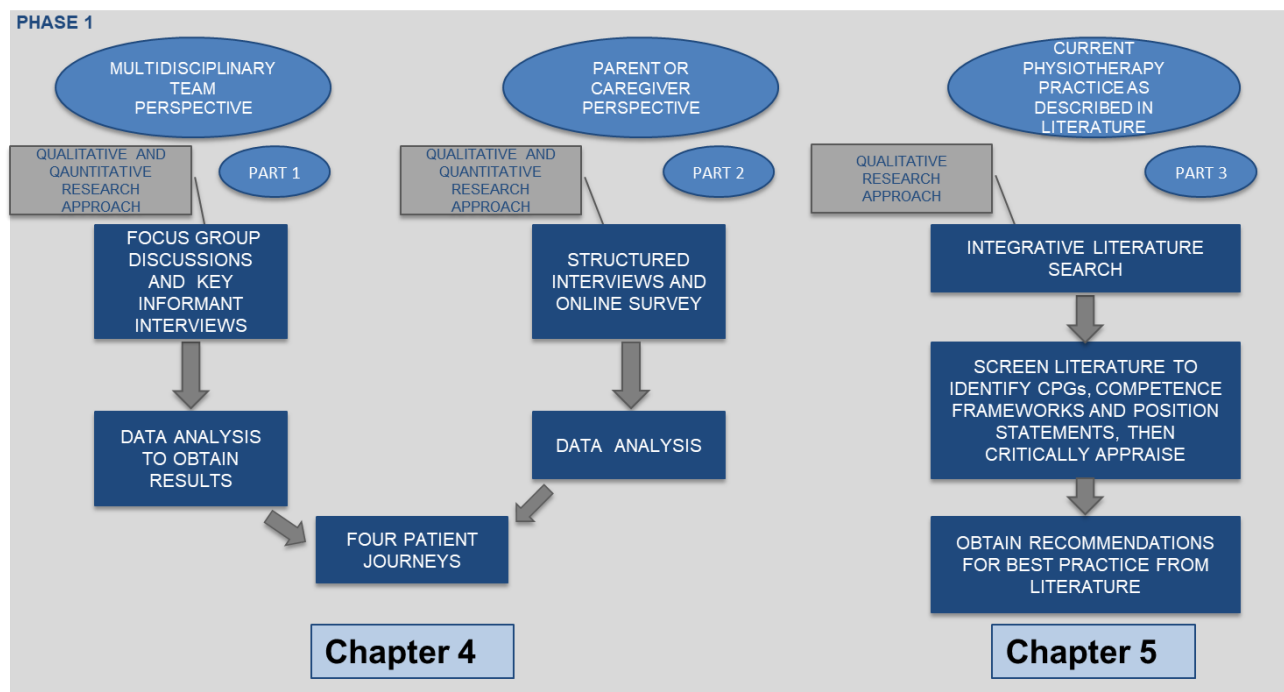 PHASE 1
MULTIDISCIPLINARY
TEAM
PERSPECTIVE
QUALITATIVE AND
QAUNTITATIVE
RESEARCH
APPROACH
PART 1
FOCUS GROUP
DISCUSSIONS
AND KEY
INFORMANT
INTERVIEWS
DATA ANALYSIS
TO OBTAIN
RESULTS
PARENT OR
CAREGIVER
PERSPECTIVE
QUALITATIVE AND
QUANTITATIVE
RESEARCH
APPROACH
PART 2
STRUCTURED
INTERVIEWS AND
ONLINE SURVEY
DATA ANALYSIS
FOUR PATIENT
JOURNEYS
Chapter 4
CURRENT
PHYSIOTHERAPY
PRACTICE AS
DESCRIBED IN
LITERATURE
QUALITATIVE
RESEARCH
APPROACH
PART 3
INTEGRATIVE LITERATURE
SEARCH
SCREEN LITERATURE TO
IDENTIFY CPGs, COMPETENCE
FRAMEWORKS AND POSITION
STATEMENTS, THEN
CRITICALLY APPRAISE
OBTAIN RECOMMENDATIONS
FOR BEST PRACTICE FROM
LITERATURE
Chapter 5